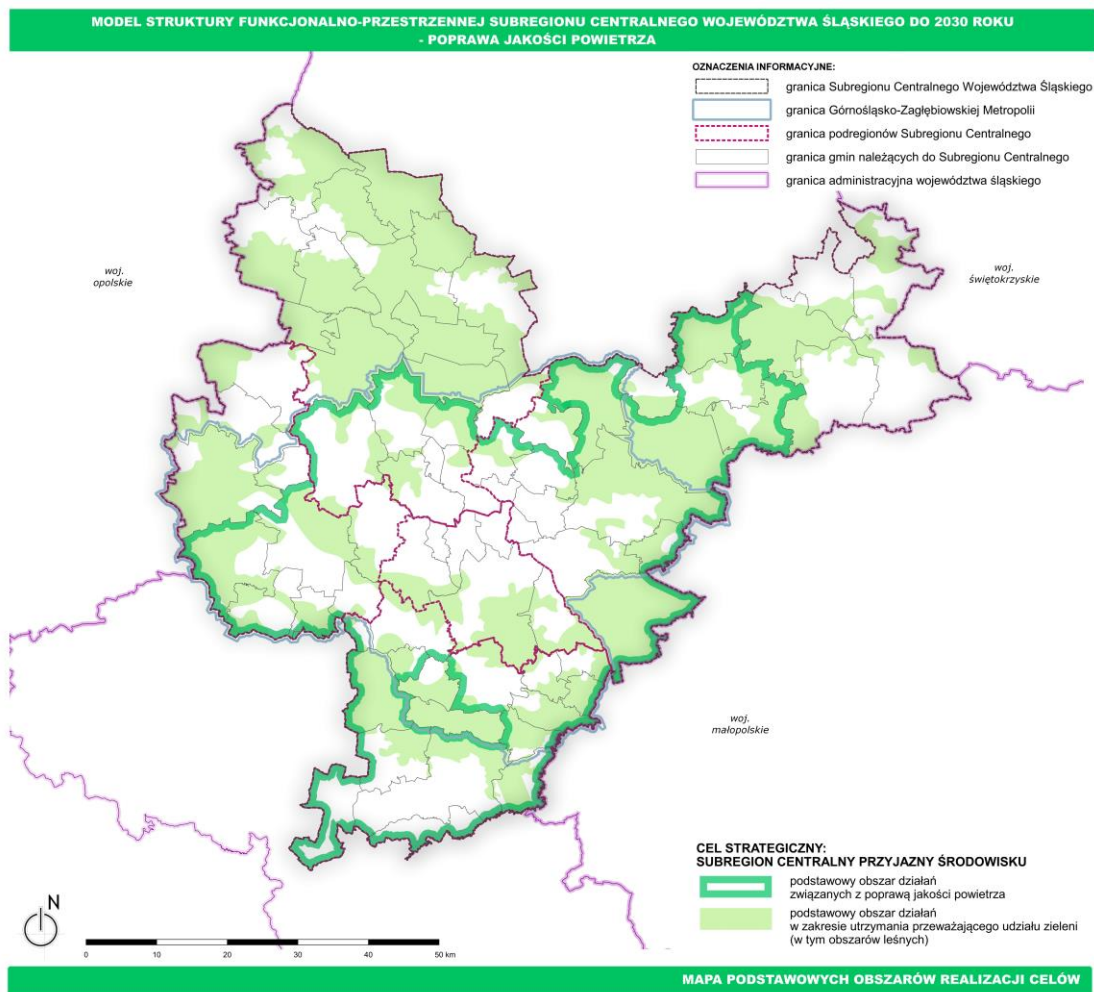 MODEL STRUKTURY FUNKCJONALNO-PRZESTRZENNEJ SUBREGIONU CENTRALNEGO WOJEWÓDZTWA ŚLĄSKIEGO DO 2030 ROKU
- POPRAWA JAKOŚCI POWIETRZA
OZNACZENIA INFORMACYJNE:
granica Subregionu Centralnego Województwa Śląskiego
granica Górnośląsko-Zagłębiowskiej Metropolii
granica podregionów Subregionu Centralnego
granica gmin należących do Subregionu Centralnego
granica administracyjna województwa śląskiego
woj.
opolskie
woj.
świętokrzyskie
woj.
małopolskie
CEL STRATEGICZNY:
SUBREGION CENTRALNY PRZYJAZNY ŚRODOWISKU
podstawowy obszar działań
związanych z poprawą jakości powietrza
podstawowy obszar działań
w zakresie utrzymania przeważającego udziału zieleni
(w tym obszarów leśnych)
N
0 10 20 30 40 50 km
MAPA PODSTAWOWYCH OBSZARÓW REALIZACJI CELÓW